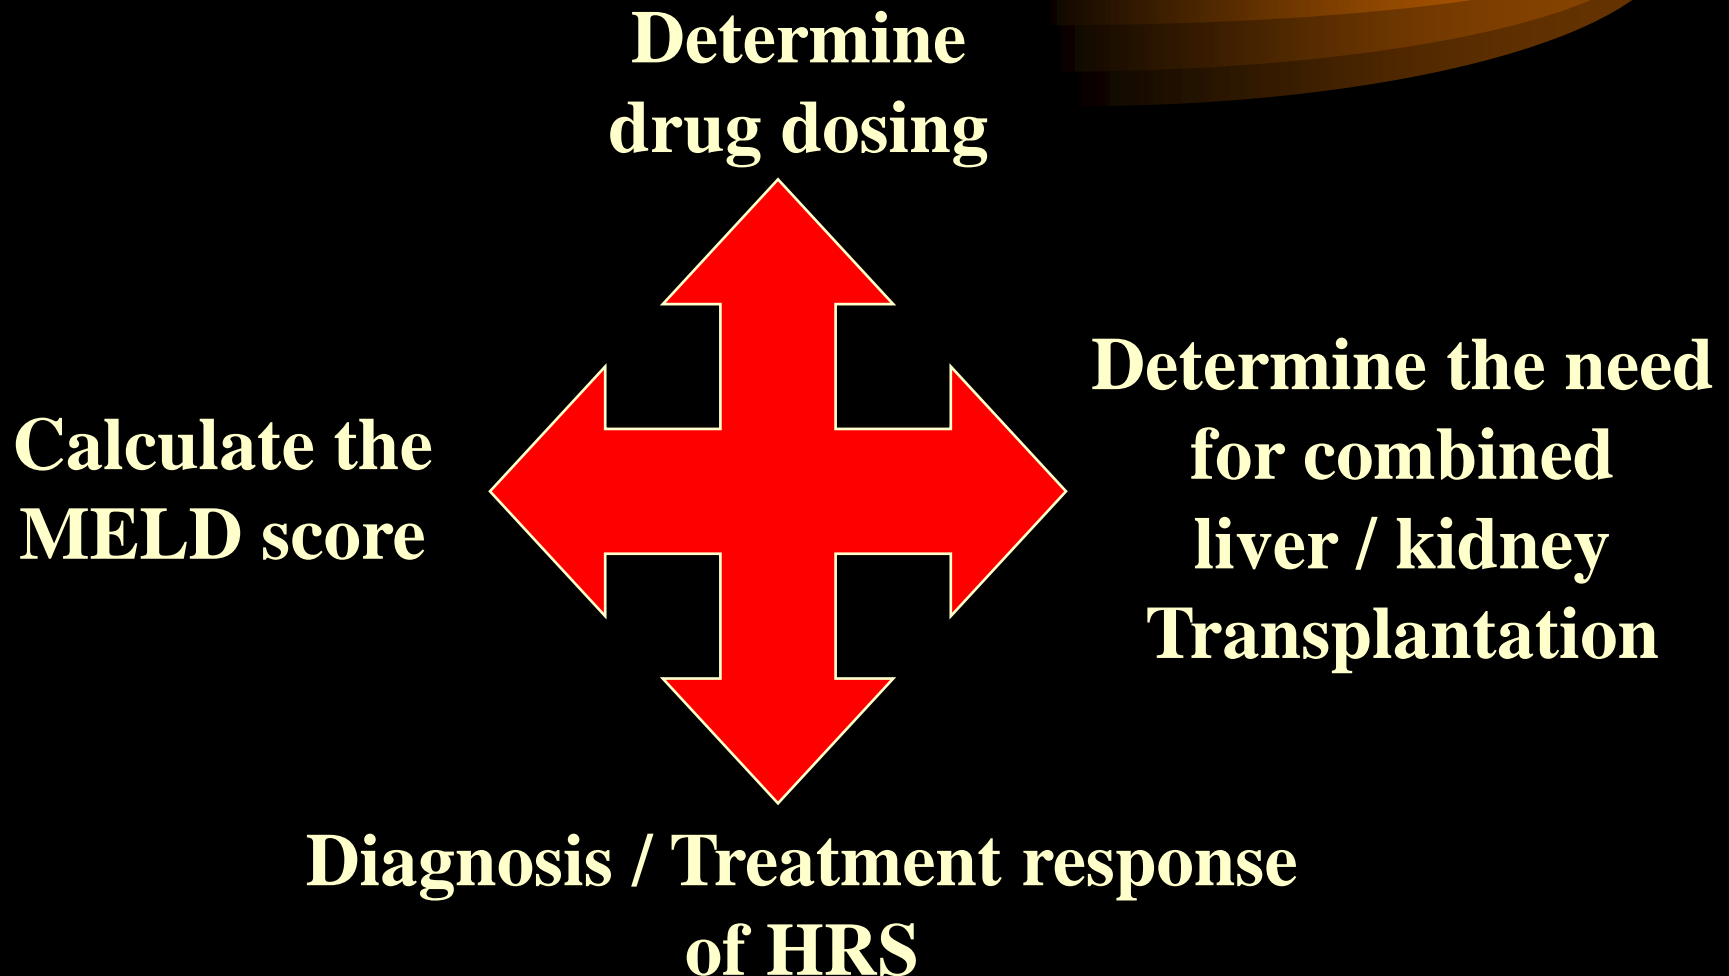 Determine
drug dosing
Calculate the
MELD score
Determine the need
for combined
liver / kidney
Transplantation
Diagnosis / Treatment response
of HRS